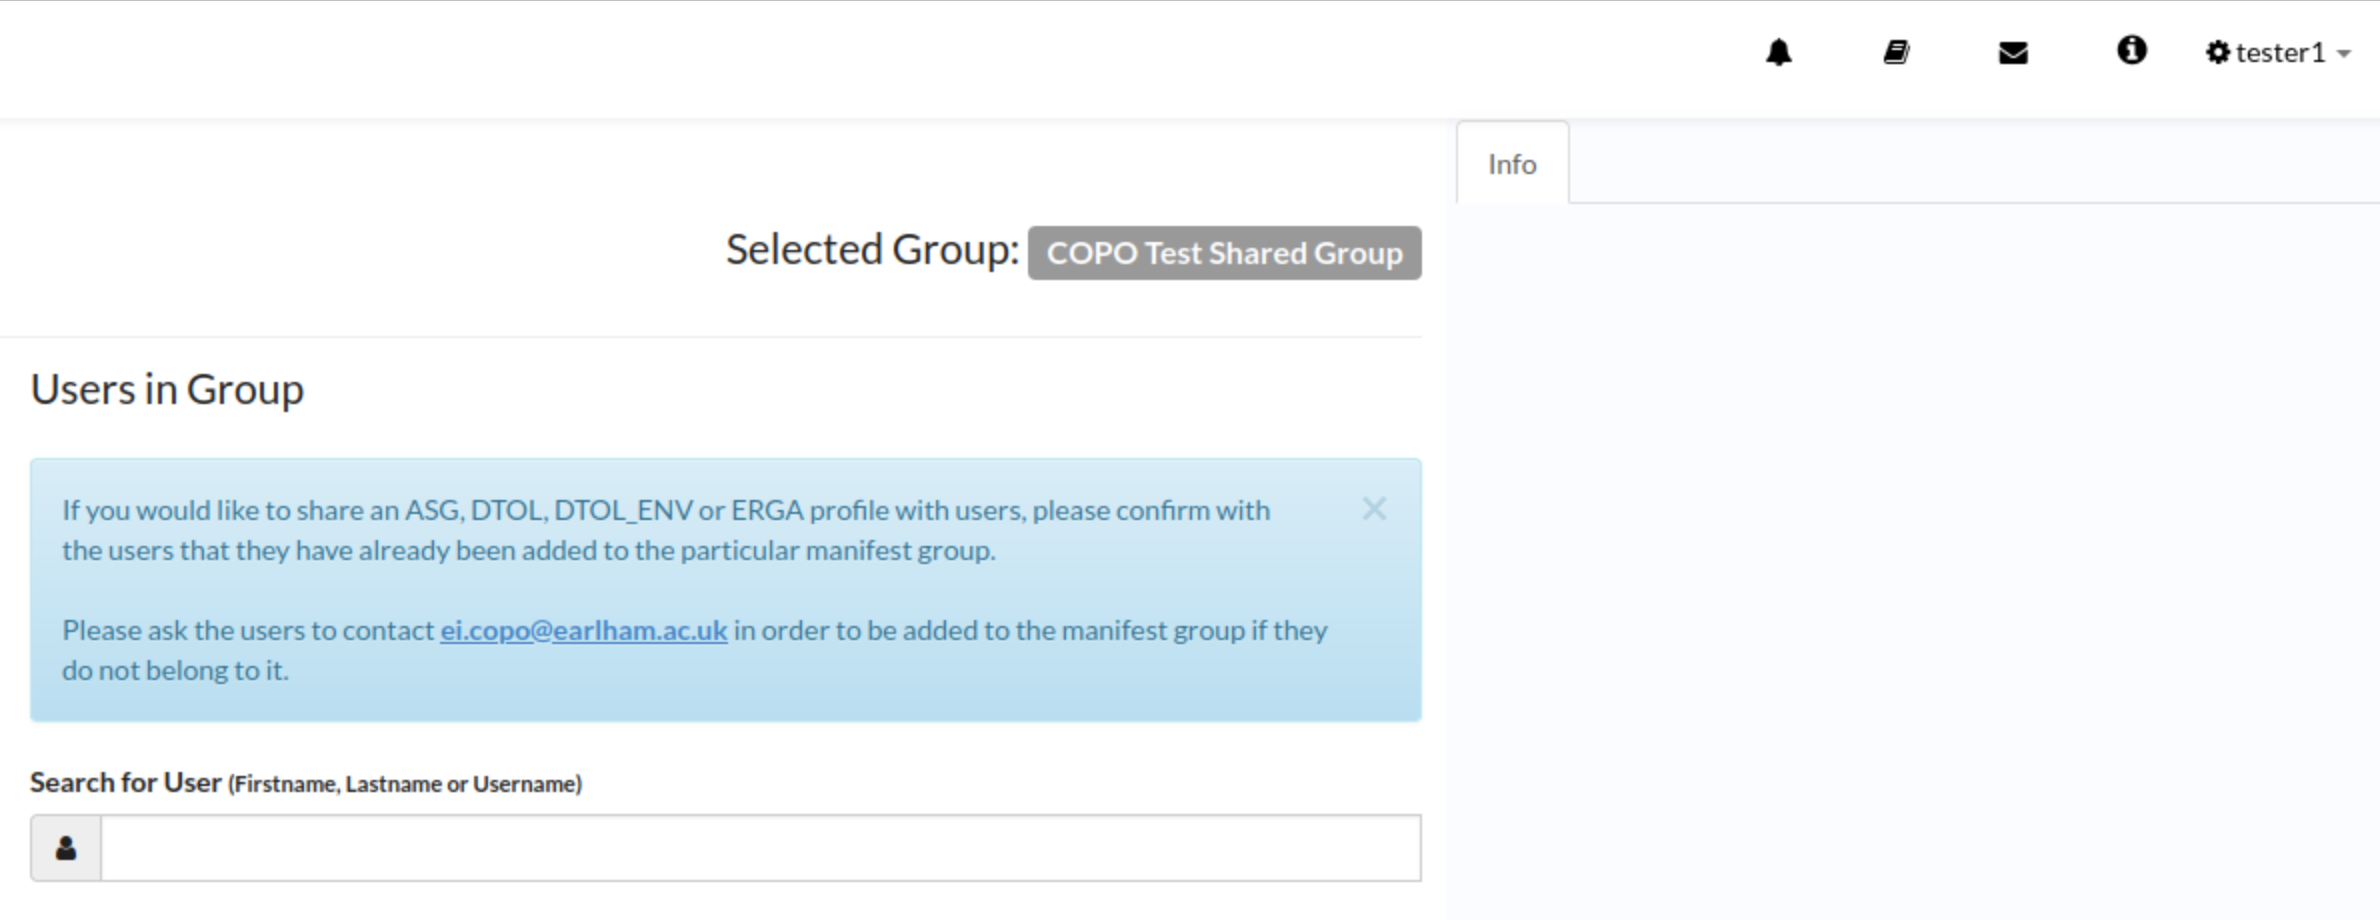 tester1
Info
Selected Group: COPO Test Shared Group
Users in Group
If you would like to share an ASG, DTOL, DTOL_ENV or ERGA profile with users, please confirm with
the users that they have already been added to the particular manifest group.
Please ask the users to contact ei.copo@earlham.ac.uk in order to be added to the manifest group if they
do not belong to it.
Search for User (Firstname, Lastname or Username)